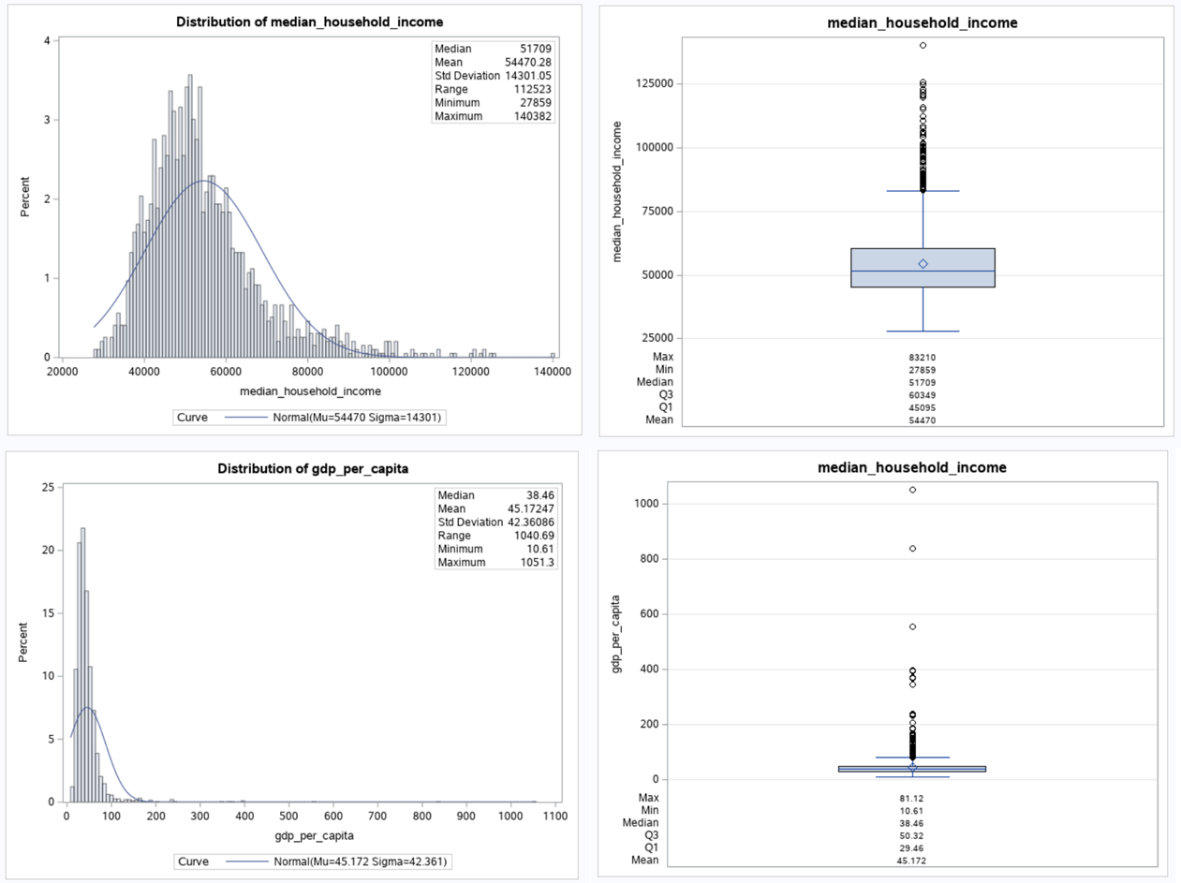 Distribution of median_household_income
4
3
2
1
0
Percent
Median 51709
Mean 54470.28
Std Deviation 14301.05
Range 112523
Minimum 27859
Maximum 140382
20000 40000 60000 80000 100000 120000 140000
median_household_income
Curve Normal(Mu=54470 Sigma=14301)
median_household_income
125000
100000
75000
50000
25000
median_household_income
Max 83210
Min 27859
Median 51709
Q3 60349
Q1 45095
Mean 54470
Distribution of gdp_per_capita
25
20
15
10
5
0
Percent
Median 38.46
Mean 45.17247
Std Deviation 42.36086
Range 1040.69
Minimum 10.61
Maximum 1051.3
0 100 200 300 400 500 600 700 800 900 1000 1100
gdp_per_capita
Curve Normal(Mu=45.172 Sigma=42.361)
median_household_income
1000
800
600
400
200
0
gdp_per_capita
Max 81.12
Min 10.61
Median 38.46
Q3 50.32
Q1 29.46
Mean 45.172